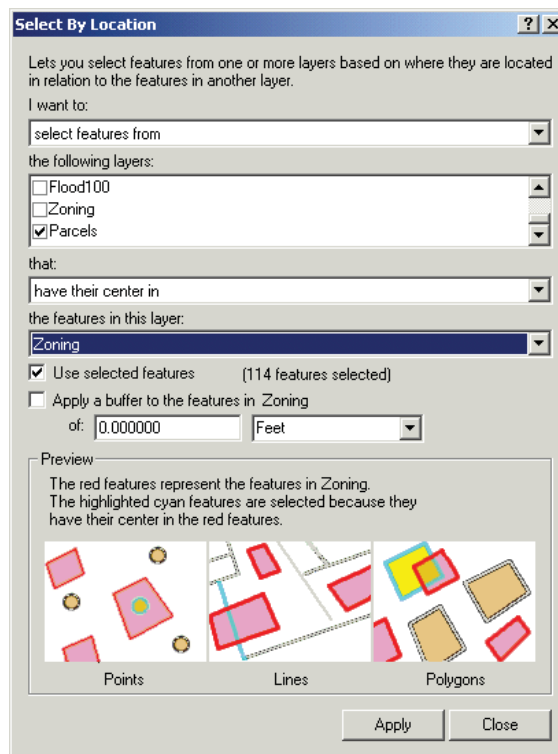 Select By Location
Lets you select features from one or more layers based on where they are located
in relation to the features in another layer.
I want to:
select features from
the following layers:
Flood100
Zoning
Parcels
that:
have their center in
the features in this layer:
Zoning
Use selected features (114 features selected)
Apply a buffer to the features in Zoning
of: 0.000000 Feet
Preview
The red features represent the features in Zoning.
The highlighted cyan features are selected because they
have their center in the red features.
Points Lines Polygons
Apply Close